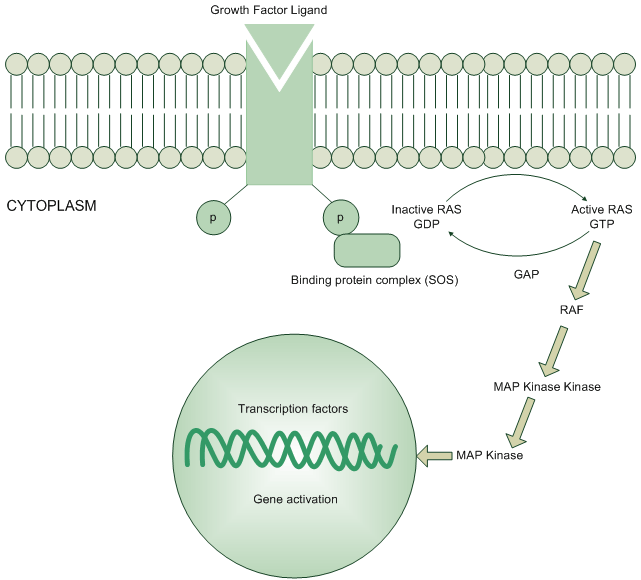 Growth Factor Ligand
CYTOPLASM
p
p
Inactive RAS
GDP
Active RAS
GTP
Binding protein complex (SOS)
GAP
RAF
MAP Kinase Kinase
MAP Kinase
Transcription factors
Gene activation